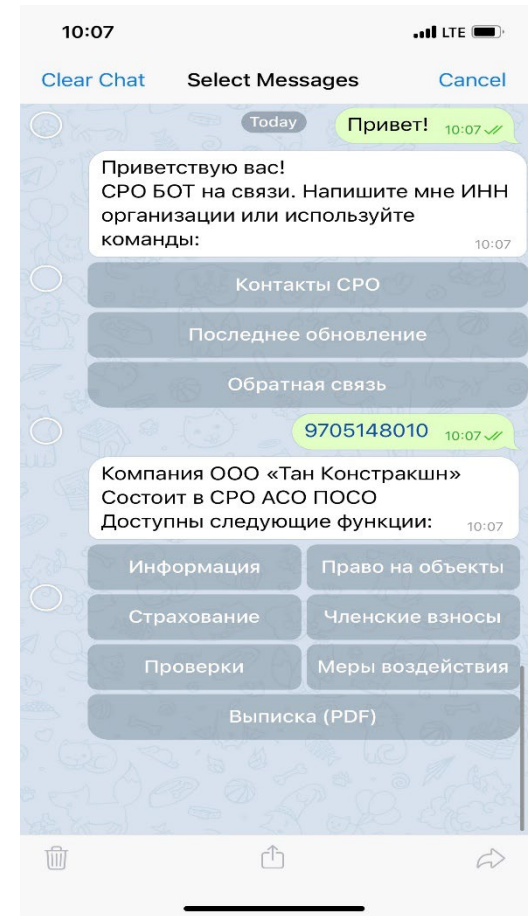 10:07 LTE
Clear Chat Select Messages Cancel
Today
Привет! 10:07
Приветствую вас!
СРО БОТ на связи. Напишите мне ИНН
организации или используйте
команды: 10:07
Контакты СРО
Последнее обновление
Обратная связь
9705148010 10:07
Компания ООО «Тан Констракшн»
Состоит в СРО АСО ПОСО
Доступны следующие функции: 10:07
Информация Право на объекты
Страхование Членские взносы
Проверки Меры воздействия
Выписка (PDF)